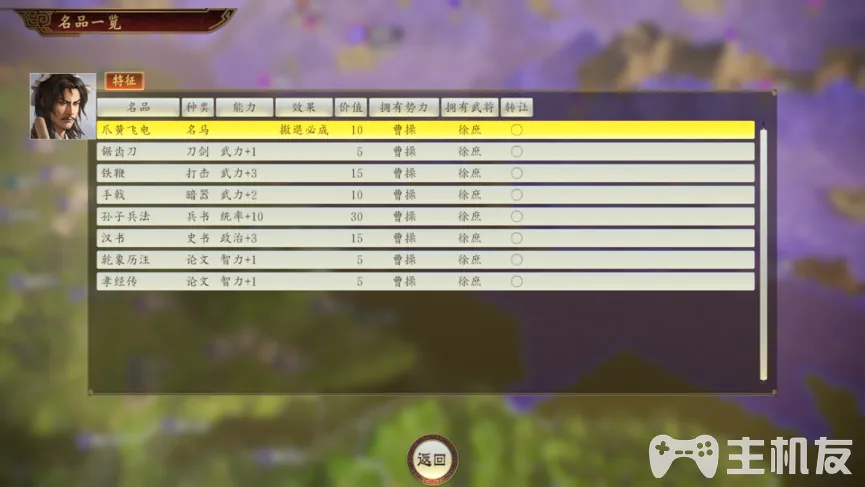 名品一览
特征
名品 种类 能力 效果 价值 拥有势力 拥有武将 转让
爪黄飞电 名马 撤退必成 10 曹操 徐庶 〇
锯齿刀 刀剑 武力+1 5 曹操 徐庶 〇
铁鞭 打击 武力+3 15 曹操 徐庶 〇
手戟 暗器 武力+2 10 曹操 徐庶 〇
孙子兵法 兵书 统率+10 30 曹操 徐庶 〇
汉书 史书 政治+3 15 曹操 徐庶 〇
乾象历注 论文 智力+1 5 曹操 徐庶 〇
孝经传 论文 智力+1 5 曹操 徐庶 〇
返回
主机友